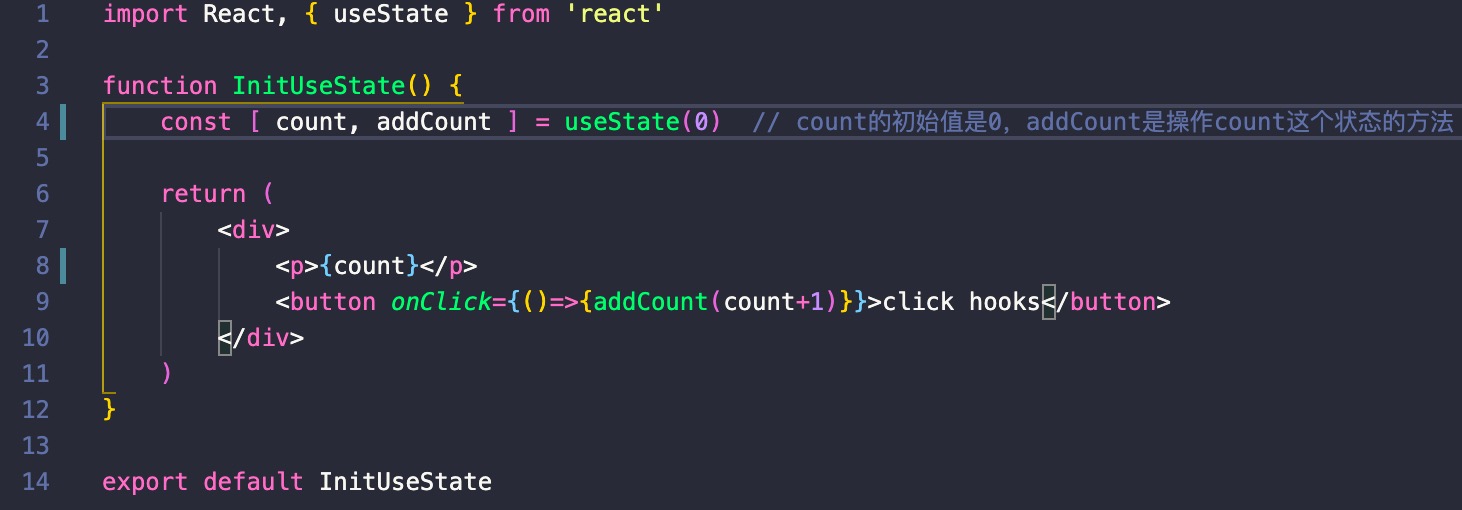 1 import React, { useState } from 'react'
2
3 function InitUseState() {
4     const [ count, addCount ] = useState(0)  // count的初始值是0，addCount是操作count这个状态的方法
5
6     return (
7         <div>
8             <p>{count}</p>
9             <button onClick={()=>{addCount(count+1)}}>click hooks</button>
10         </div>
11     )
12 }
13
14 export default InitUseState